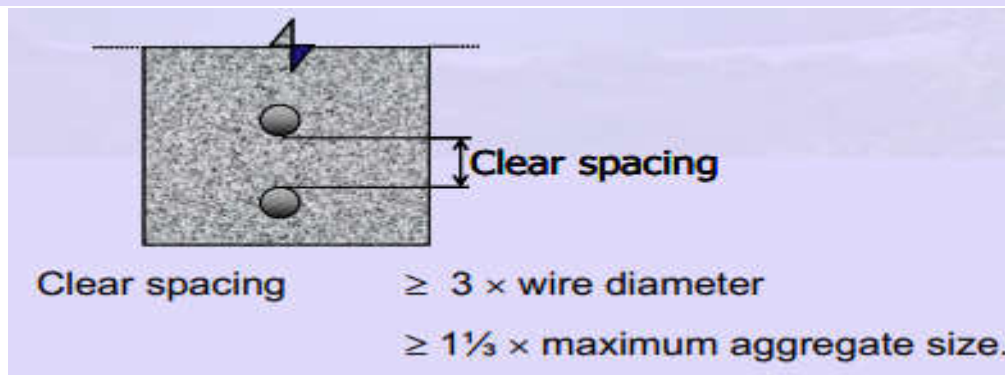 Clear spacing
Clear spacing ≥ 3 × wire diameter
≥ 1⅓ × maximum aggregate size.